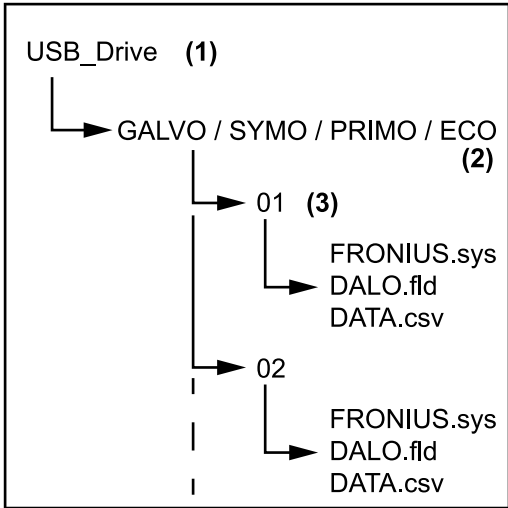 USB_Drive (1)
GALVO / SYMO / PRIMO / ECO
(2)
01 (3)
FRONIUS.sys
DALO.fld
DATA.csv
02
FRONIUS.sys
DALO.fld
DATA.csv